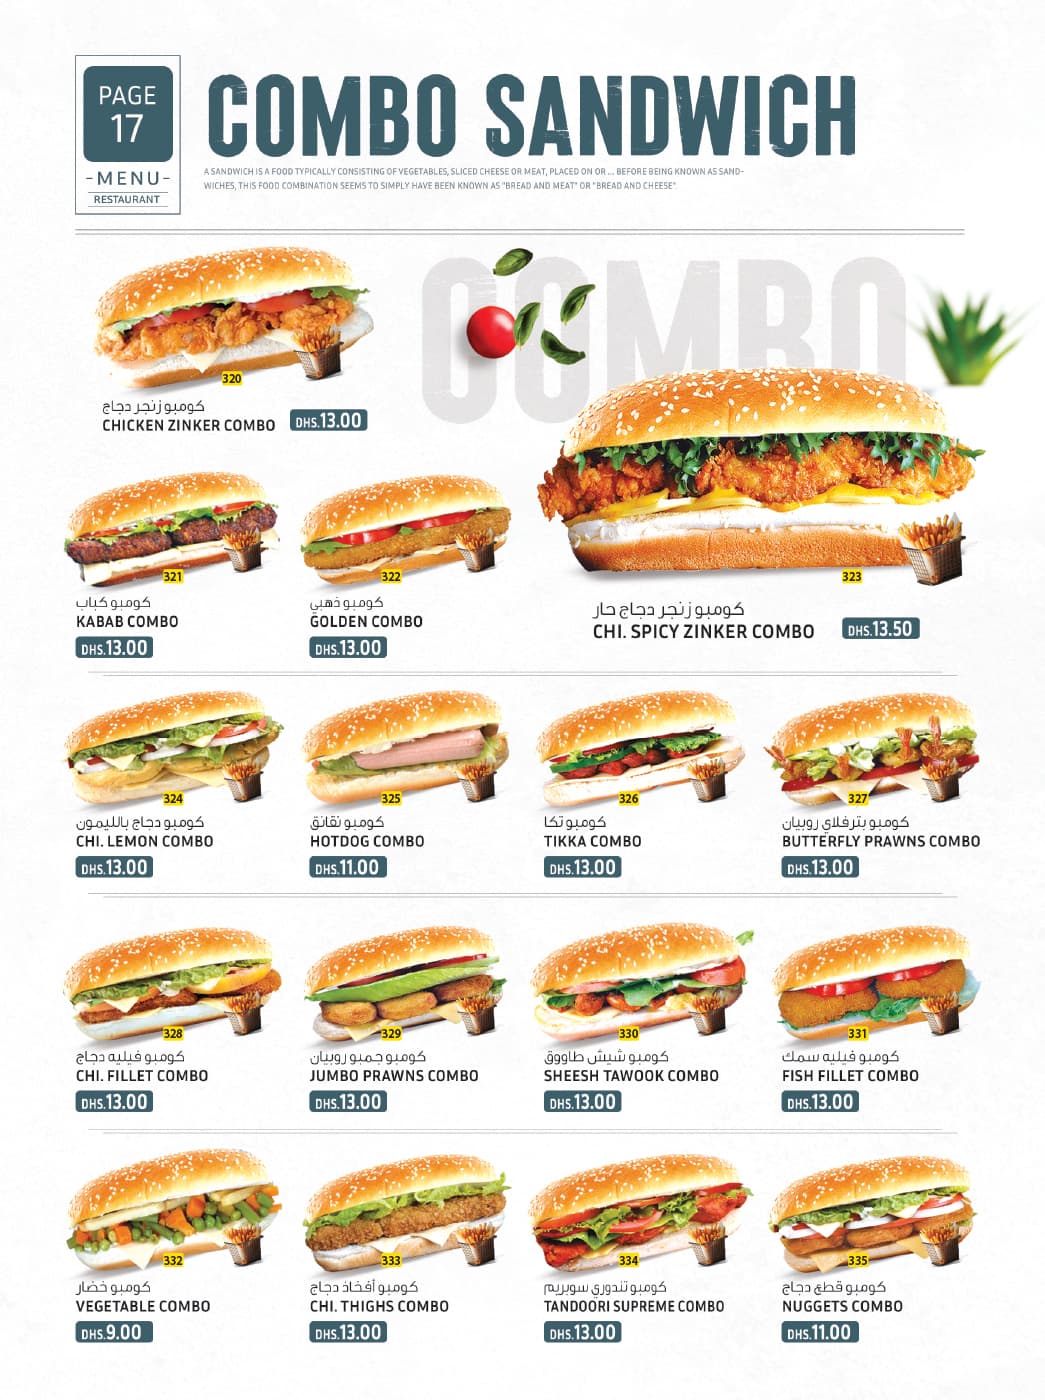 PAGE
17
-MENU-
RESTAURANT
COMBO SANDWICH
A SANDWICH IS A FOOD TYPICALLY CONSISTING OF VEGETABLES, SLICED CHEESE OR MEAT, PLACED ON OR ... BEFORE BEING KNOWN AS SAND-
WICHES, THIS FOOD COMBINATION SEEMS TO SIMPLY HAVE BEEN KNOWN AS "BREAD AND MEAT" OR "BREAD AND CHEESE".
COMBO
320
كومبو زنجر دجاج
CHICKEN ZINKER COMBO
DHS.13.00
321
كومبو كباب
KABAB COMBO
DHS.13.00
322
كومبو ذهبي
GOLDEN COMBO
DHS.13.00
323
كومبو زنجر دجاج حار
CHI. SPICY ZINKER COMBO
DHS.13.50
324
كومبو دجاج بالليمون
CHI. LEMON COMBO
DHS.13.00
325
كومبو نقانق
HOTDOG COMBO
DHS.11.00
326
كومبو تكا
TIKKA COMBO
DHS.13.00
327
كومبو بترفلاي روبيان
BUTTERFLY PRAWNS COMBO
DHS.13.00
328
كومبو فيليه دجاج
CHI. FILLET COMBO
DHS.13.00
329
كومبو جمبو روبيان
JUMBO PRAWNS COMBO
DHS.13.00
330
كومبو شيش طاووق
SHEESH TAWOOK COMBO
DHS.13.00
331
كومبو فيليه سمك
FISH FILLET COMBO
DHS.13.00
332
كومبو خضار
VEGETABLE COMBO
DHS.9.00
333
كومبو أفخاذ دجاج
CHI. THIGHS COMBO
DHS.13.00
334
كومبو تندوري سوبريم
TANDOORI SUPREME COMBO
DHS.13.00
335
كومبو قطع دجاج
NUGGETS COMBO
DHS.11.00